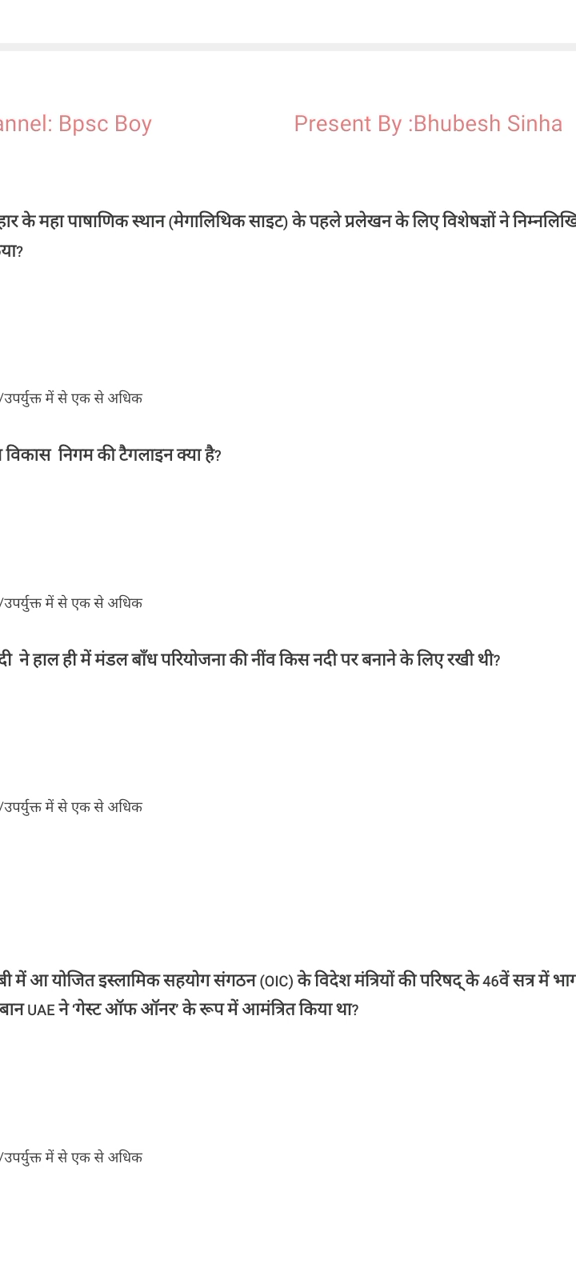 annel: Bpsc Boy Present By :Bhubesh Sinha
हार के महा पाषाणिक स्थान (मेगालिथिक साइट) के पहले प्रलेखन के लिए विशेषज्ञों ने निम्नलिखि
या?
/उपर्युक्त में से एक से अधिक
विकास निगम की टैगलाइन क्या है?
/उपर्युक्त में से एक से अधिक
दी ने हाल ही में मंडल बाँध परियोजना की नींव किस नदी पर बनाने के लिए रखी थी?
/उपर्युक्त में से एक से अधिक
बी में आ योजित इस्लामिक सहयोग संगठन (OIC) के विदेश मंत्रियों की परिषद् के 46वें सत्र में भाग
बान UAE ने ‘गेस्ट ऑफ ऑनर’ के रूप में आमंत्रित किया था?
/उपर्युक्त में से एक से अधिक